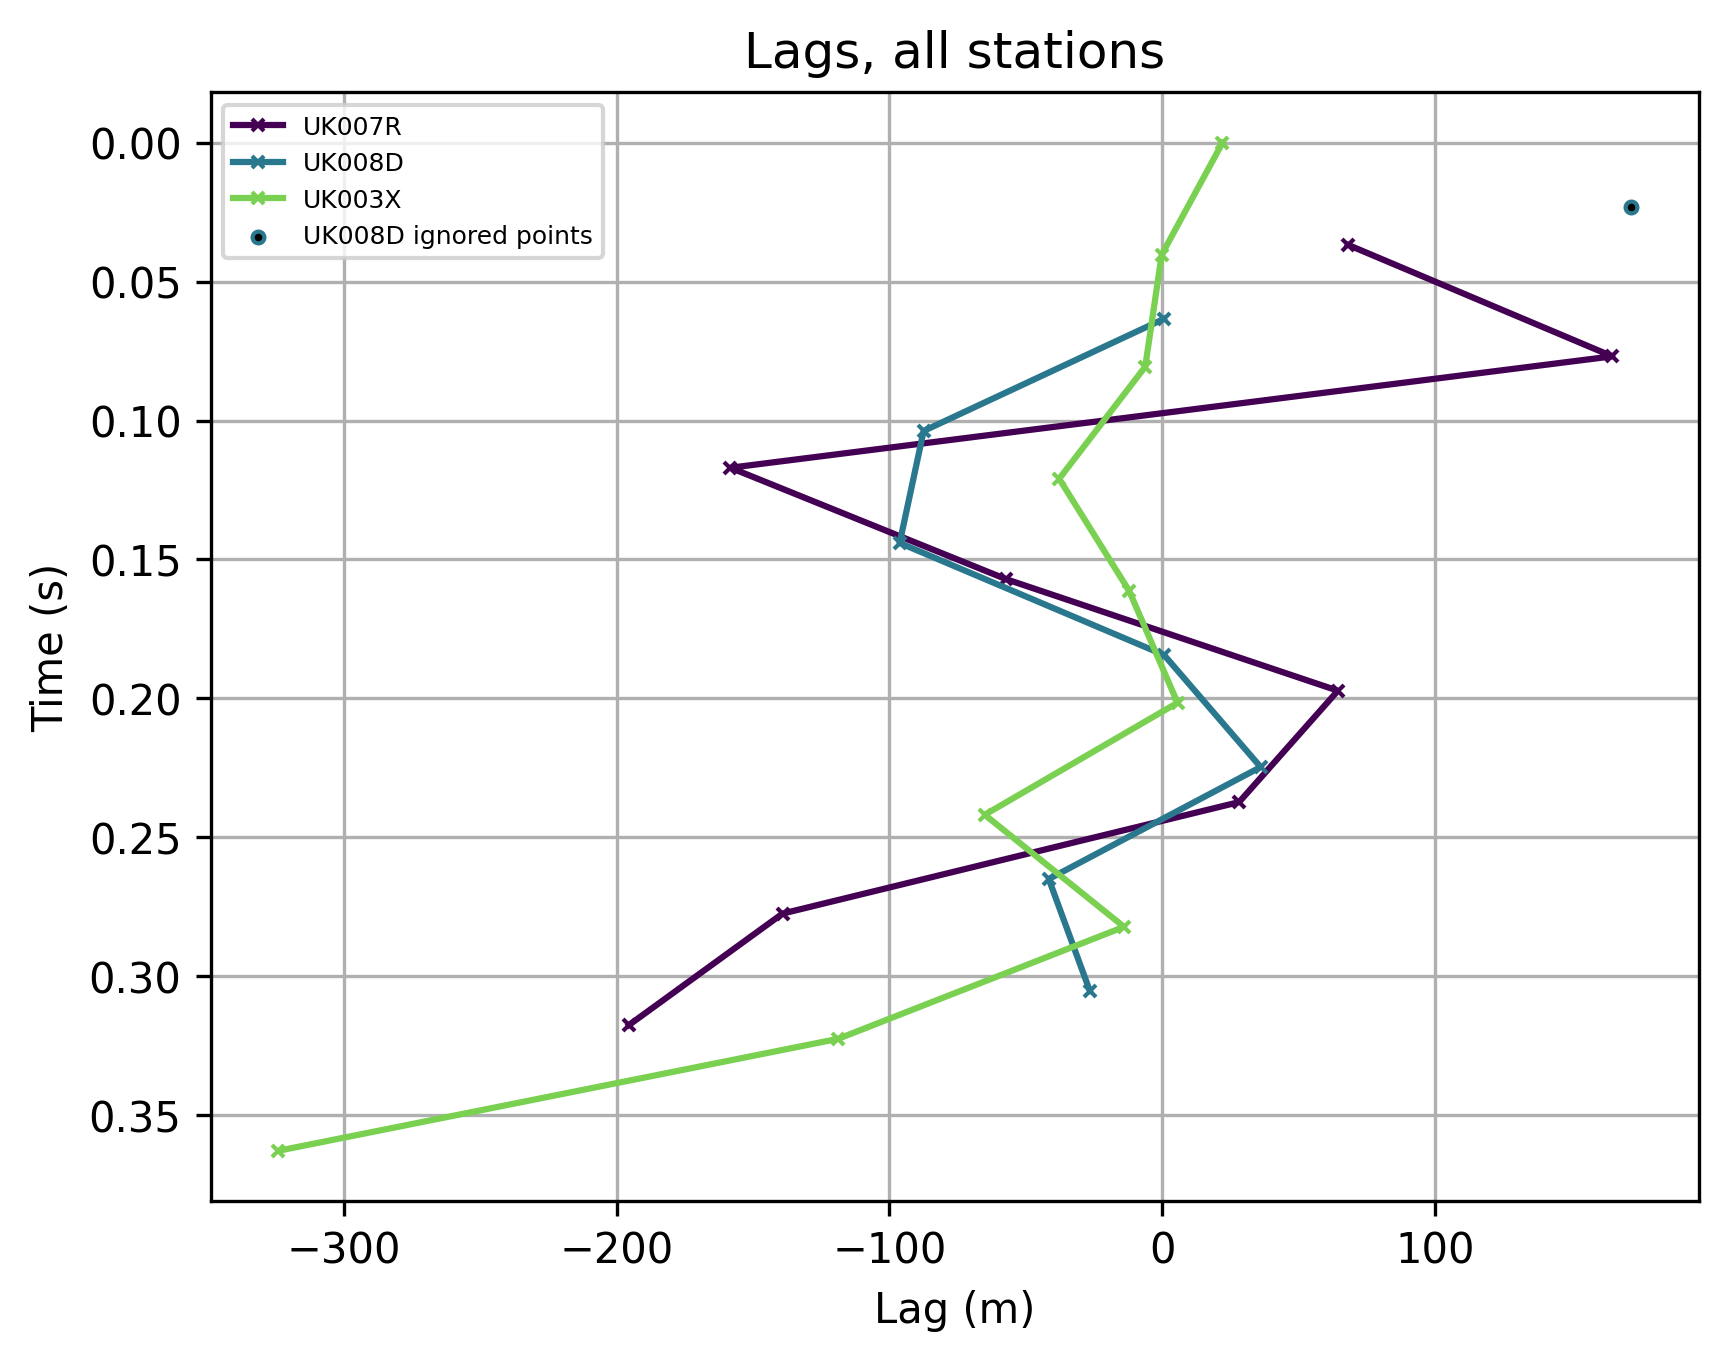 Lags, all stations
UK007R
UK008D
UK003X
UK008D ignored points
0.00
0.05
0.10
0.15
0.20
0.25
0.30
0.35
Time (s)
−300 −200 −100 0 100
Lag (m)